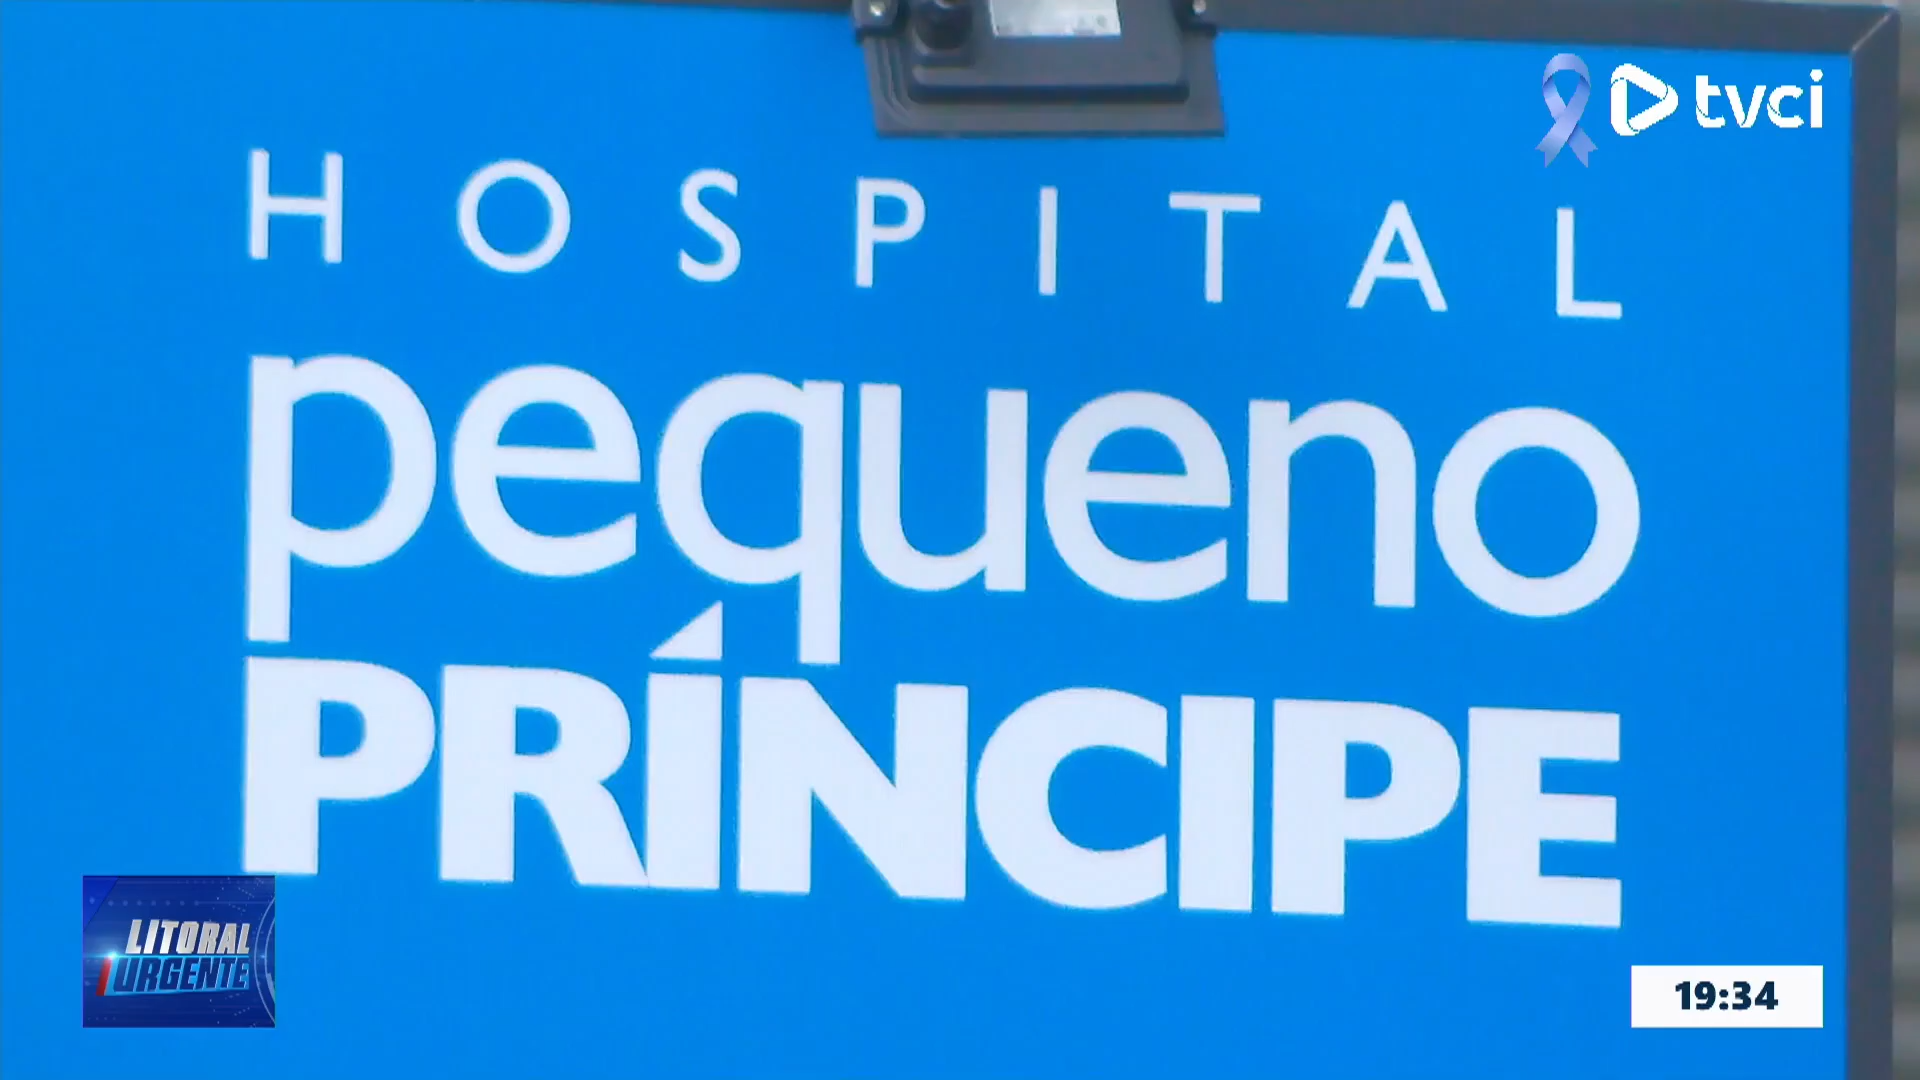 tvci
HOSPITAL
pequeno
PRÍNCIPE
LITORAL
URGENTE
19:34